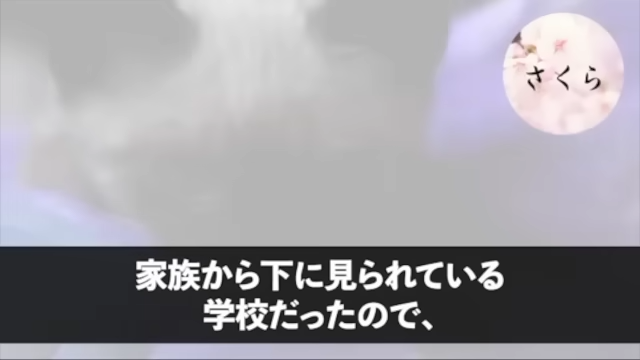 さくら
家族から下に見られている
学校だったので、